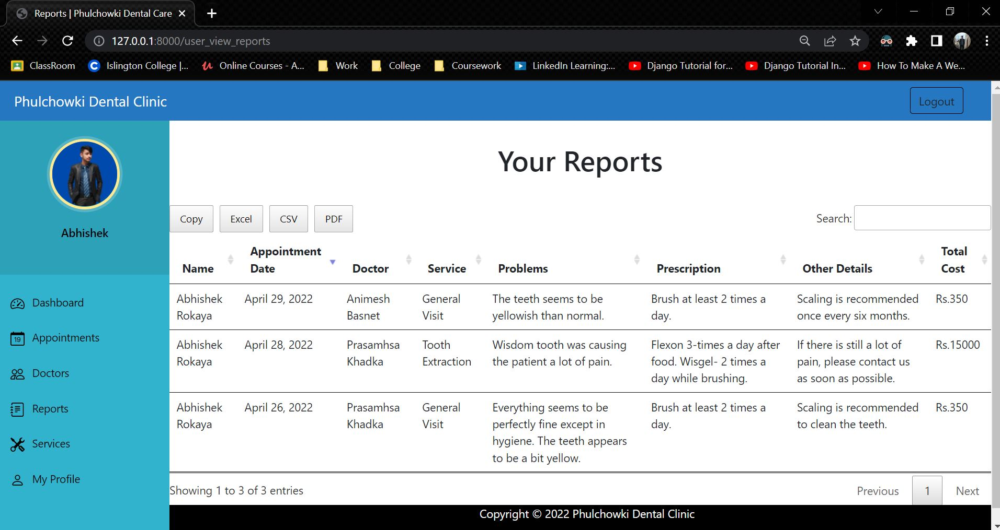 Reports | Phulchowki Dental Care
127.0.0.1:8000/user_view_reports
ClassRoom
Islington College |...
Online Courses - A...
Work
College
Coursework
LinkedIn Learning:...
Django Tutorial for...
Django Tutorial In...
How To Make A We...
Phulchowki Dental Clinic
Logout
Abhishek
Dashboard
19
Appointments
Doctors
Reports
Services
My Profile
Your Reports
Copy Excel CSV PDF
Search:
Name
Appointment
Date
Doctor
Service
Problems
Prescription
Other Details
Total
Cost
Abhishek
Rokaya
April 29, 2022
Animesh
Basnet
General
Visit
The teeth seems to be
yellowish than normal.
Brush at least 2 times a
day.
Scaling is recommended
once every six months.
Rs.350
Abhishek
Rokaya
April 28, 2022
Prasamhsa
Khadka
Tooth
Extraction
Wisdom tooth was causing
the patient a lot of pain.
Flexon 3-times a day after
food. Wisgel- 2 times a
day while brushing.
If there is still a lot of
pain, please contact us
as soon as possible.
Rs.15000
Abhishek
Rokaya
April 26, 2022
Prasamhsa
Khadka
General
Visit
Everything seems to be
perfectly fine except in
hygiene. The teeth appears
to be a bit yellow.
Brush at least 2 times a
day.
Scaling is recommended
to clean the teeth.
Rs.350
Showing 1 to 3 of 3 entries
Previous 1 Next
Copyright © 2022 Phulchowki Dental Clinic